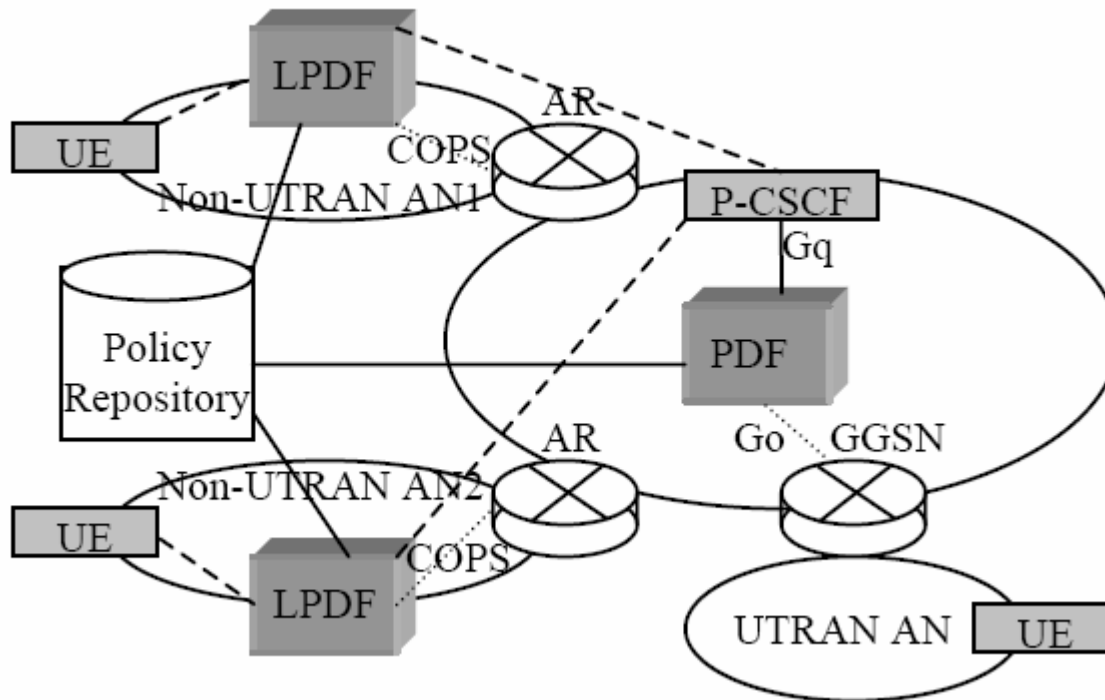 LPDF
AR
UE
COPS
Non-UTRAN AN1
P-CSCF
Gq
Policy
Repository
PDF
AR
Go
GGSN
Non-UTRAN AN2
UE
COPS
LPDF
UTRAN AN
UE